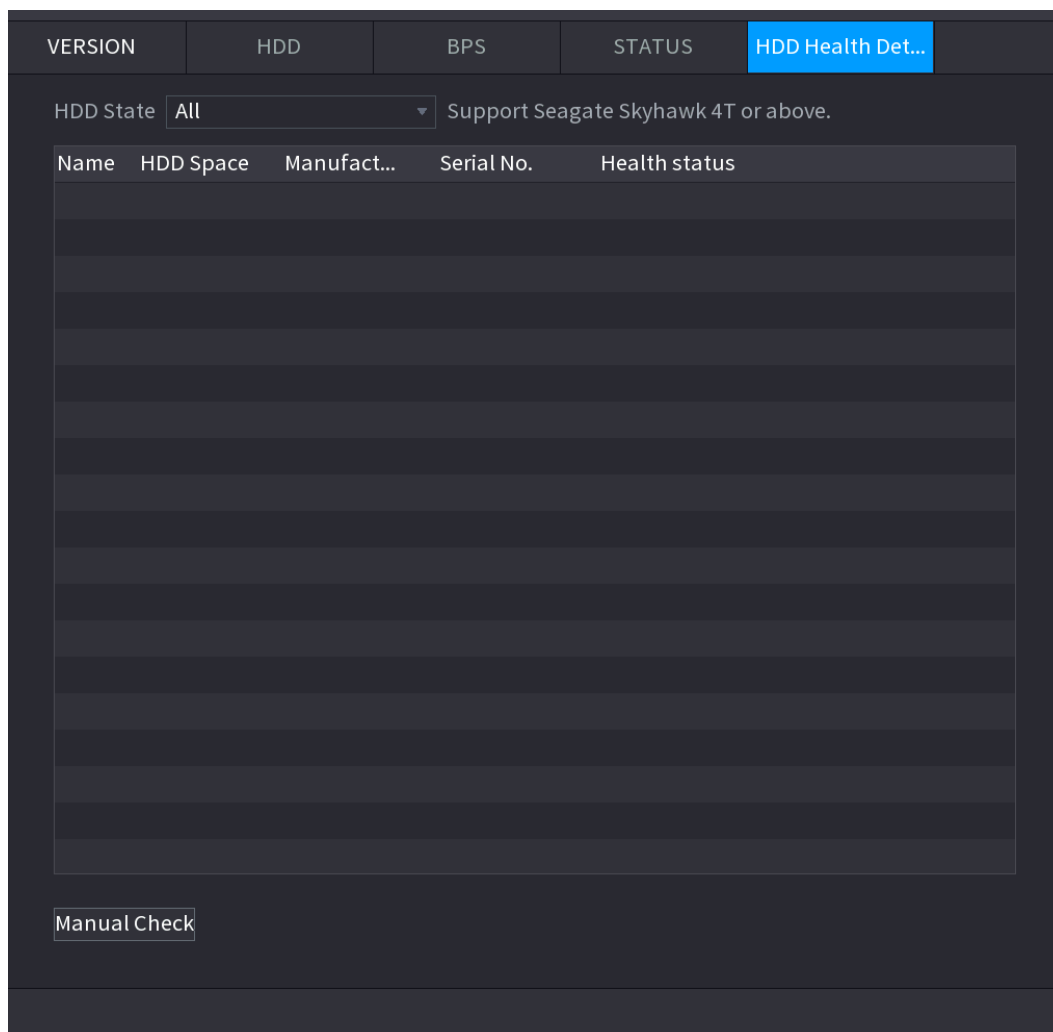 VERSION HDD BPS STATUS HDD Health Det...
HDD State All Support Seagate Skyhawk 4T or above.
Name HDD Space Manufact... Serial No. Health status
Manual Check